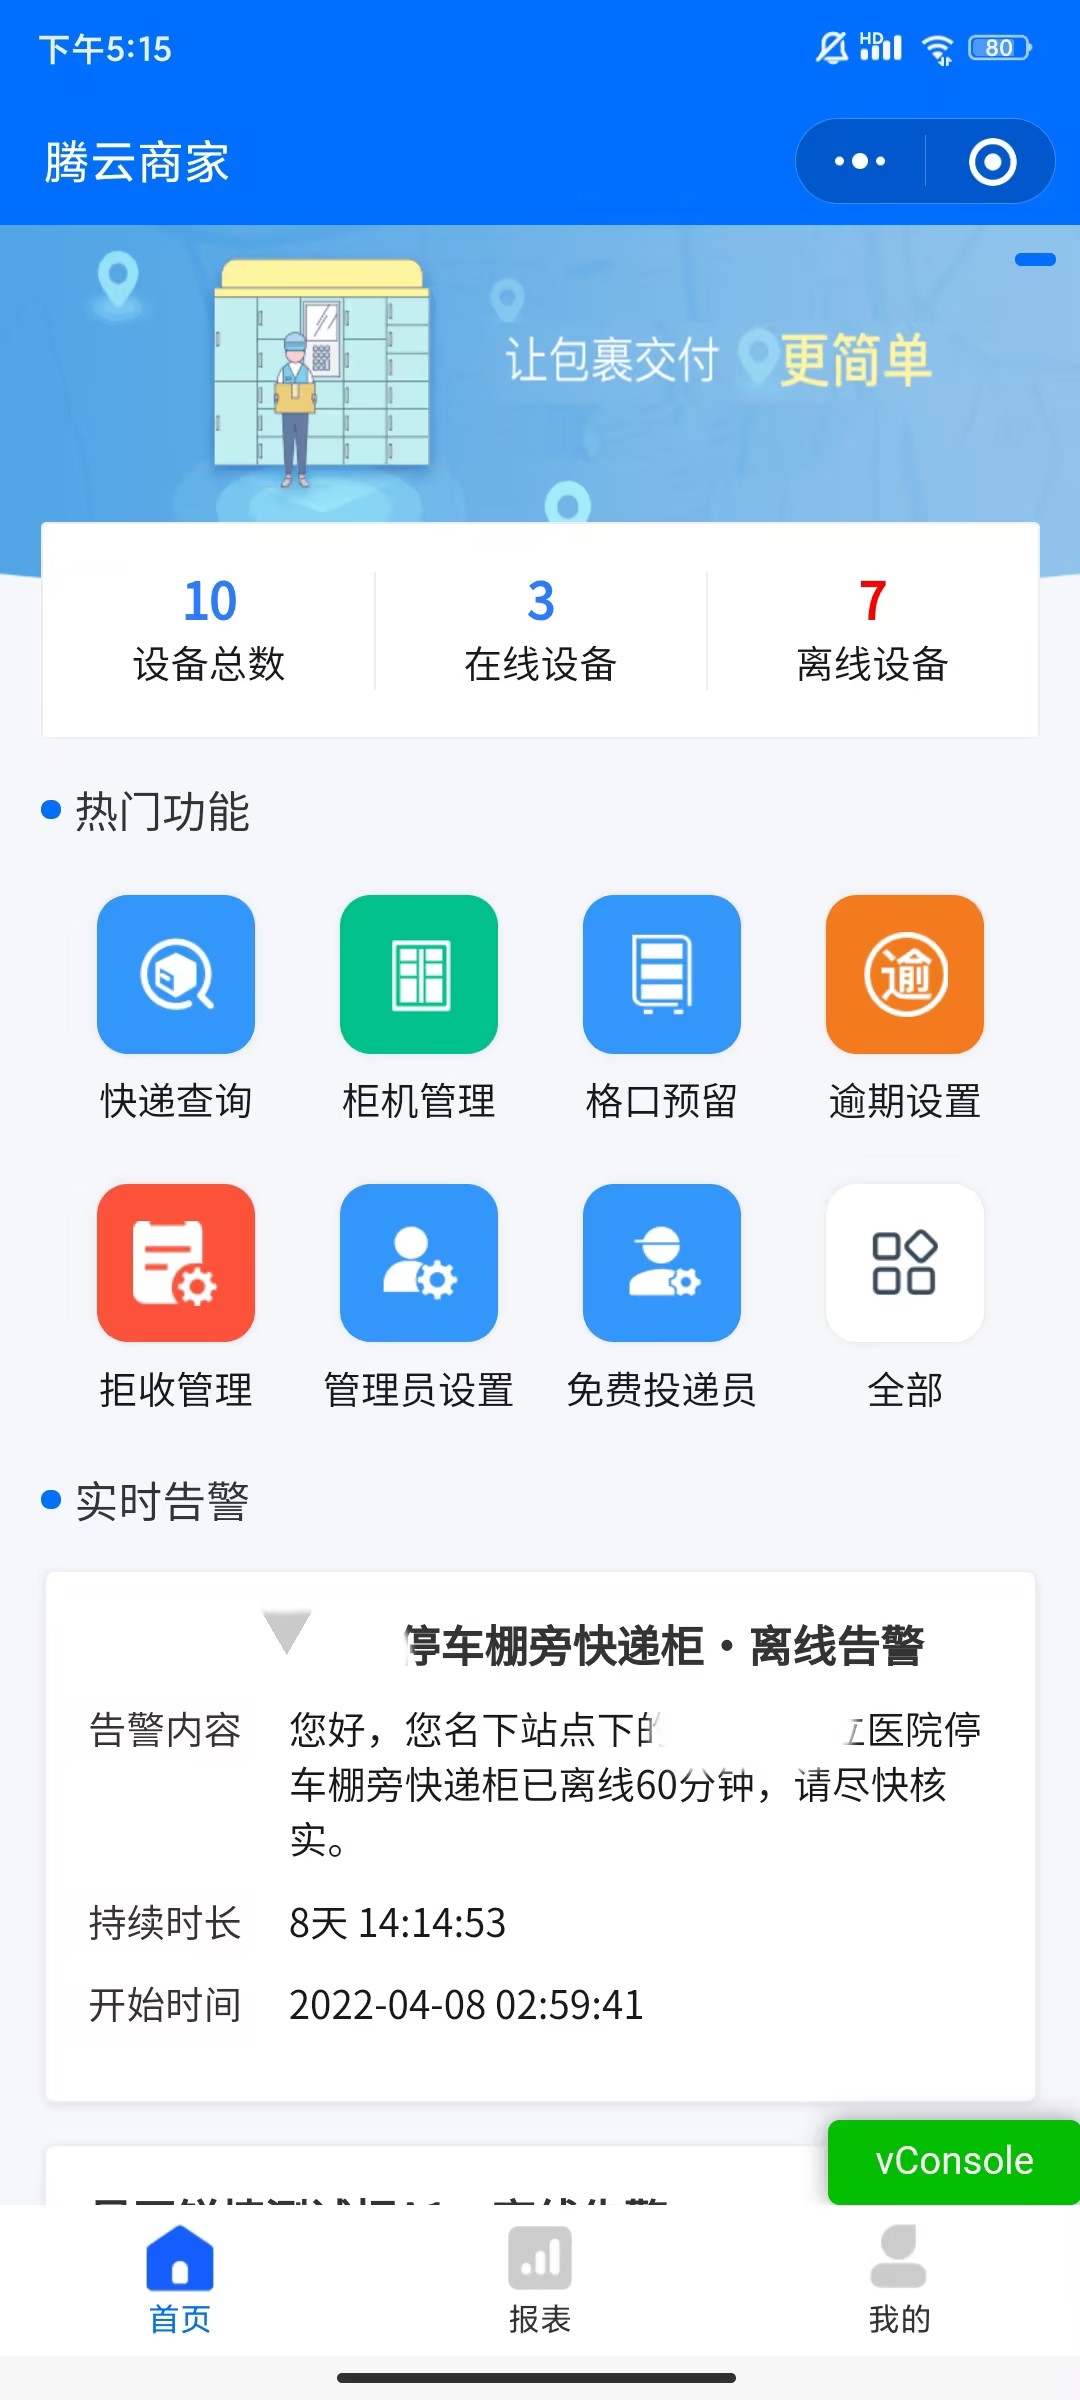 下午5:15
HD
80
腾云商家
让包裹交付 更简单
10
3
7
设备总数
在线设备
离线设备
热门功能
逾
快递查询
柜机管理
格口预留
逾期设置
拒收管理
管理员设置
免费投递员
全部
实时告警
停车棚旁快递柜·离线告警
告警内容
您好，您名下站点下的 立医院停
车棚旁快递柜已离线60分钟，请尽快核
实。
持续时长
8天 14:14:53
开始时间
2022-04-08 02:59:41
vConsole
首页
报表
我的